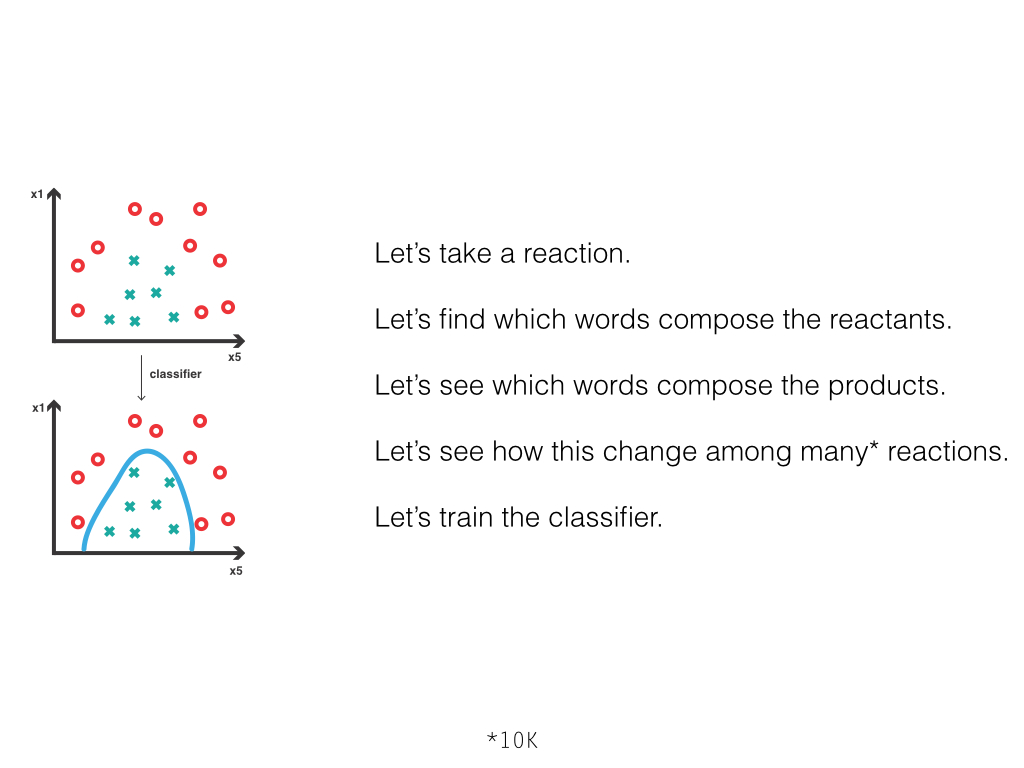 x1
x5
classifier
x1
x5
Let’s take a reaction.
Let’s find which words compose the reactants.
Let’s see which words compose the products.
Let’s see how this change among many* reactions.
Let’s train the classifier.
*10K